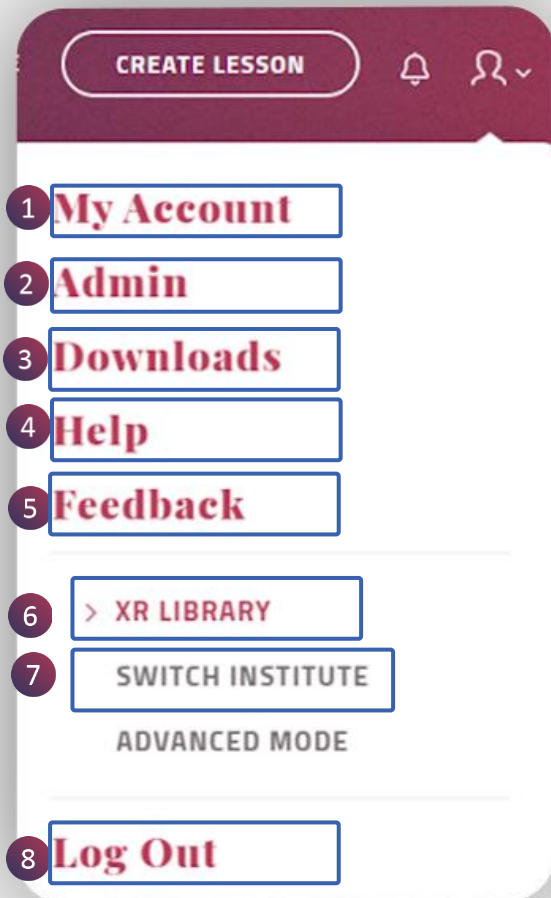 CREATE LESSON
1 My Account
2 Admin
3 Downloads
4 Help
5 Feedback
6 > XR LIBRARY
7 SWITCH INSTITUTE
ADVANCED MODE
8 Log Out